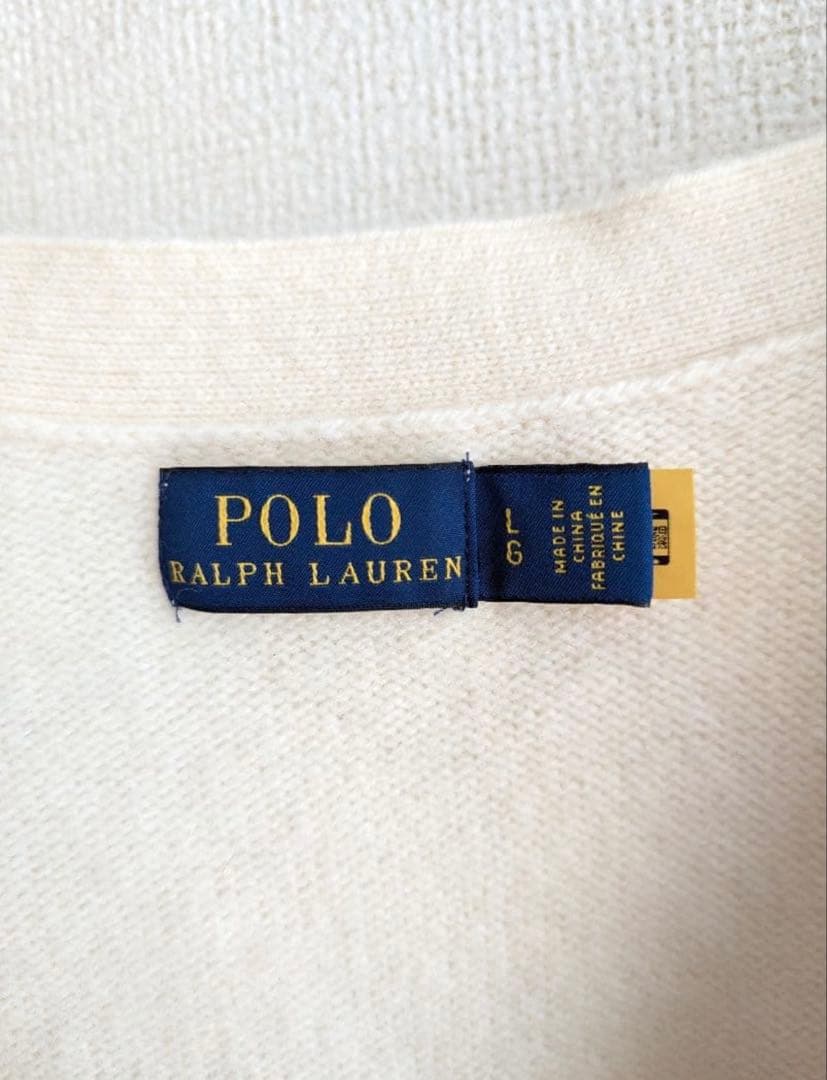 POLO
RALPH LAUREN
L
G
MADE IN
CHINA
FABRIQUÉ EN
CHINE